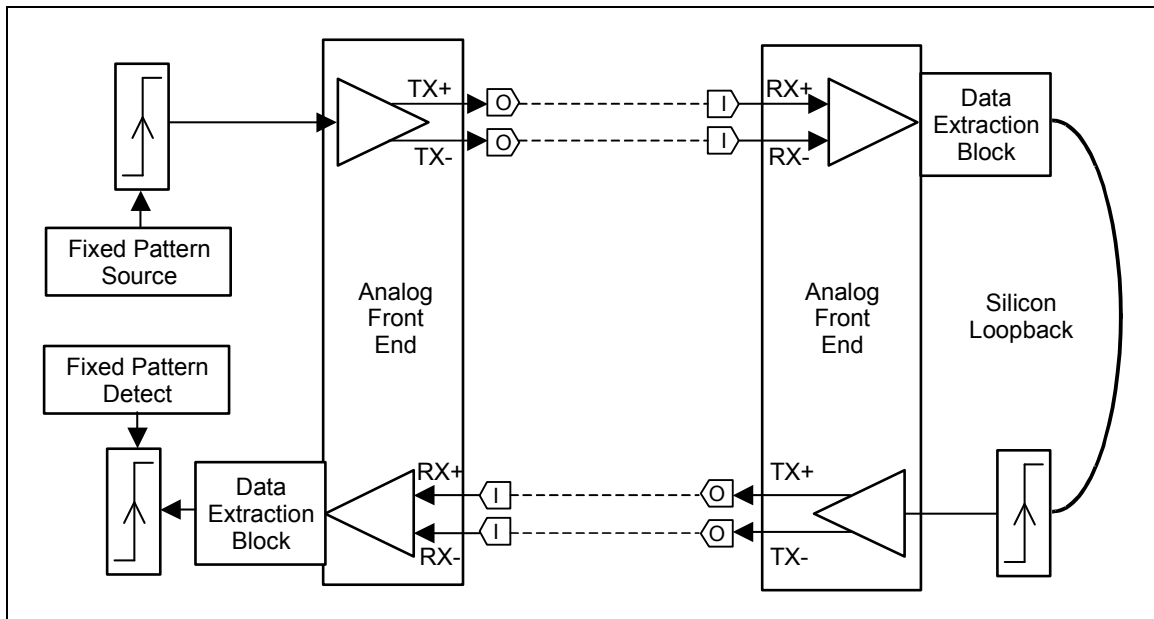 TX+
O
I
RX+
Data
Extraction
Block
TX-
O
I
RX-
Fixed Pattern
Source
Analog
Front
End
Analog
Front
End
Silicon
Loopback
Fixed Pattern
Detect
RX+
I
O
TX+
Data
Extraction
Block
RX-
I
O
TX-